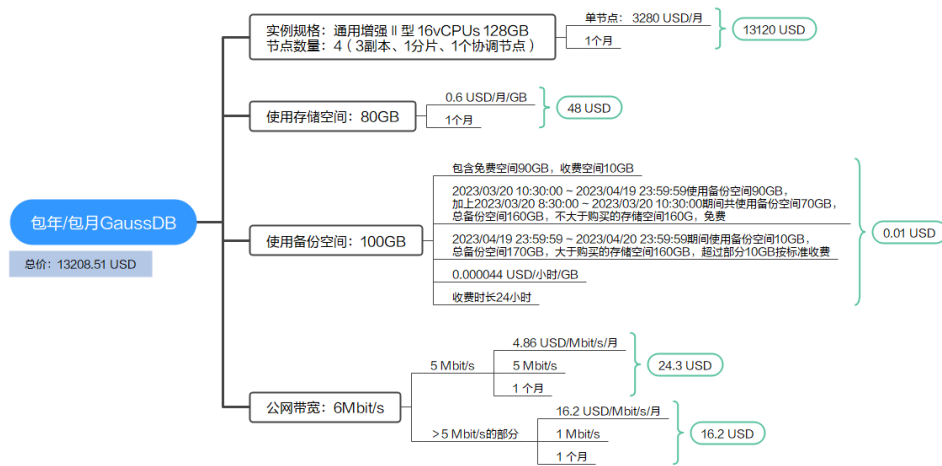 实例规格：通用增强 II 型 16vCPUs 128GB
节点数量：4（3副本、1分片、1个协调节点）
单节点： 3280 USD/月
1个月
13120 USD
使用存储空间：80GB
0.6 USD/月/GB
1个月
48 USD
包年/包月GaussDB
总价：13208.51 USD
使用备份空间：100GB
包含免费空间90GB，收费空间10GB
2023/03/20 10:30:00 ~ 2023/04/19 23:59:59使用备份空间90GB，
加上2023/03/20 8:30:00 ~ 2023/03/20 10:30:00期间共使用备份空间70GB，
总备份空间160GB，不大于购买的存储空间160G，免费
2023/04/19 23:59:59 ~ 2023/04/20 23:59:59期间使用备份空间10GB，
总备份空间170GB，大于购买的存储空间160GB，超过部分10GB按标准收费
0.000044 USD/小时/GB
收费时长24小时
0.01 USD
公网带宽：6Mbit/s
5 Mbit/s
4.86 USD/Mbit/s/月
5 Mbit/s
1 个月
24.3 USD
>5 Mbit/s的部分
16.2 USD/Mbit/s/月
1 Mbit/s
1 个月
16.2 USD